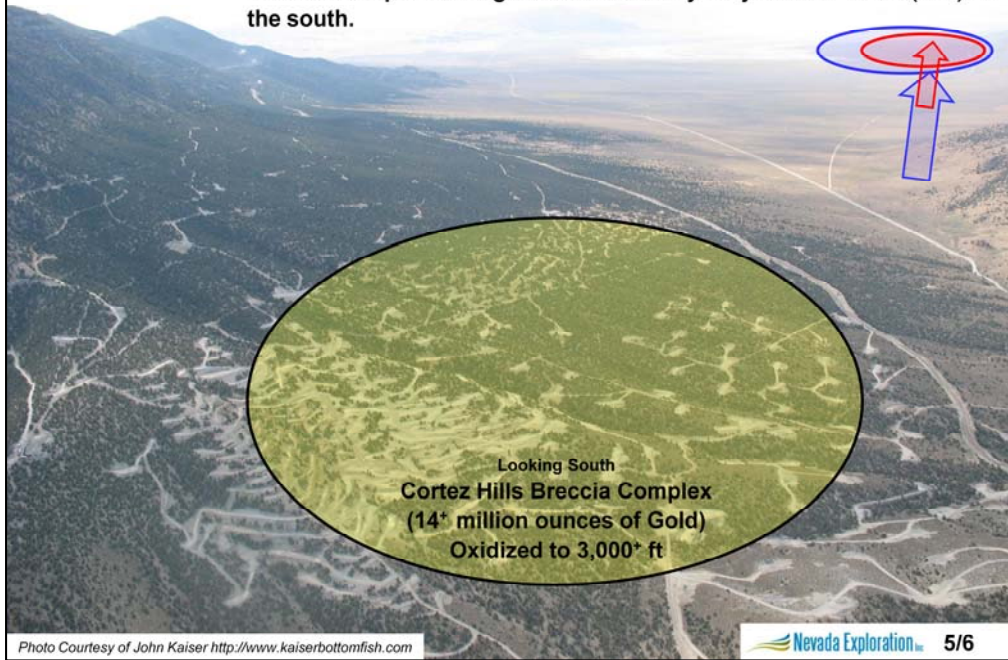 the south.
Looking South
Cortez Hills Breccia Complex
(14⁺ million ounces of Gold)
Oxidized to 3,000⁺ ft
Photo Courtesy of John Kaiser http://www.kaiserbottomfish.com
Nevada Exploration Inc 5/6